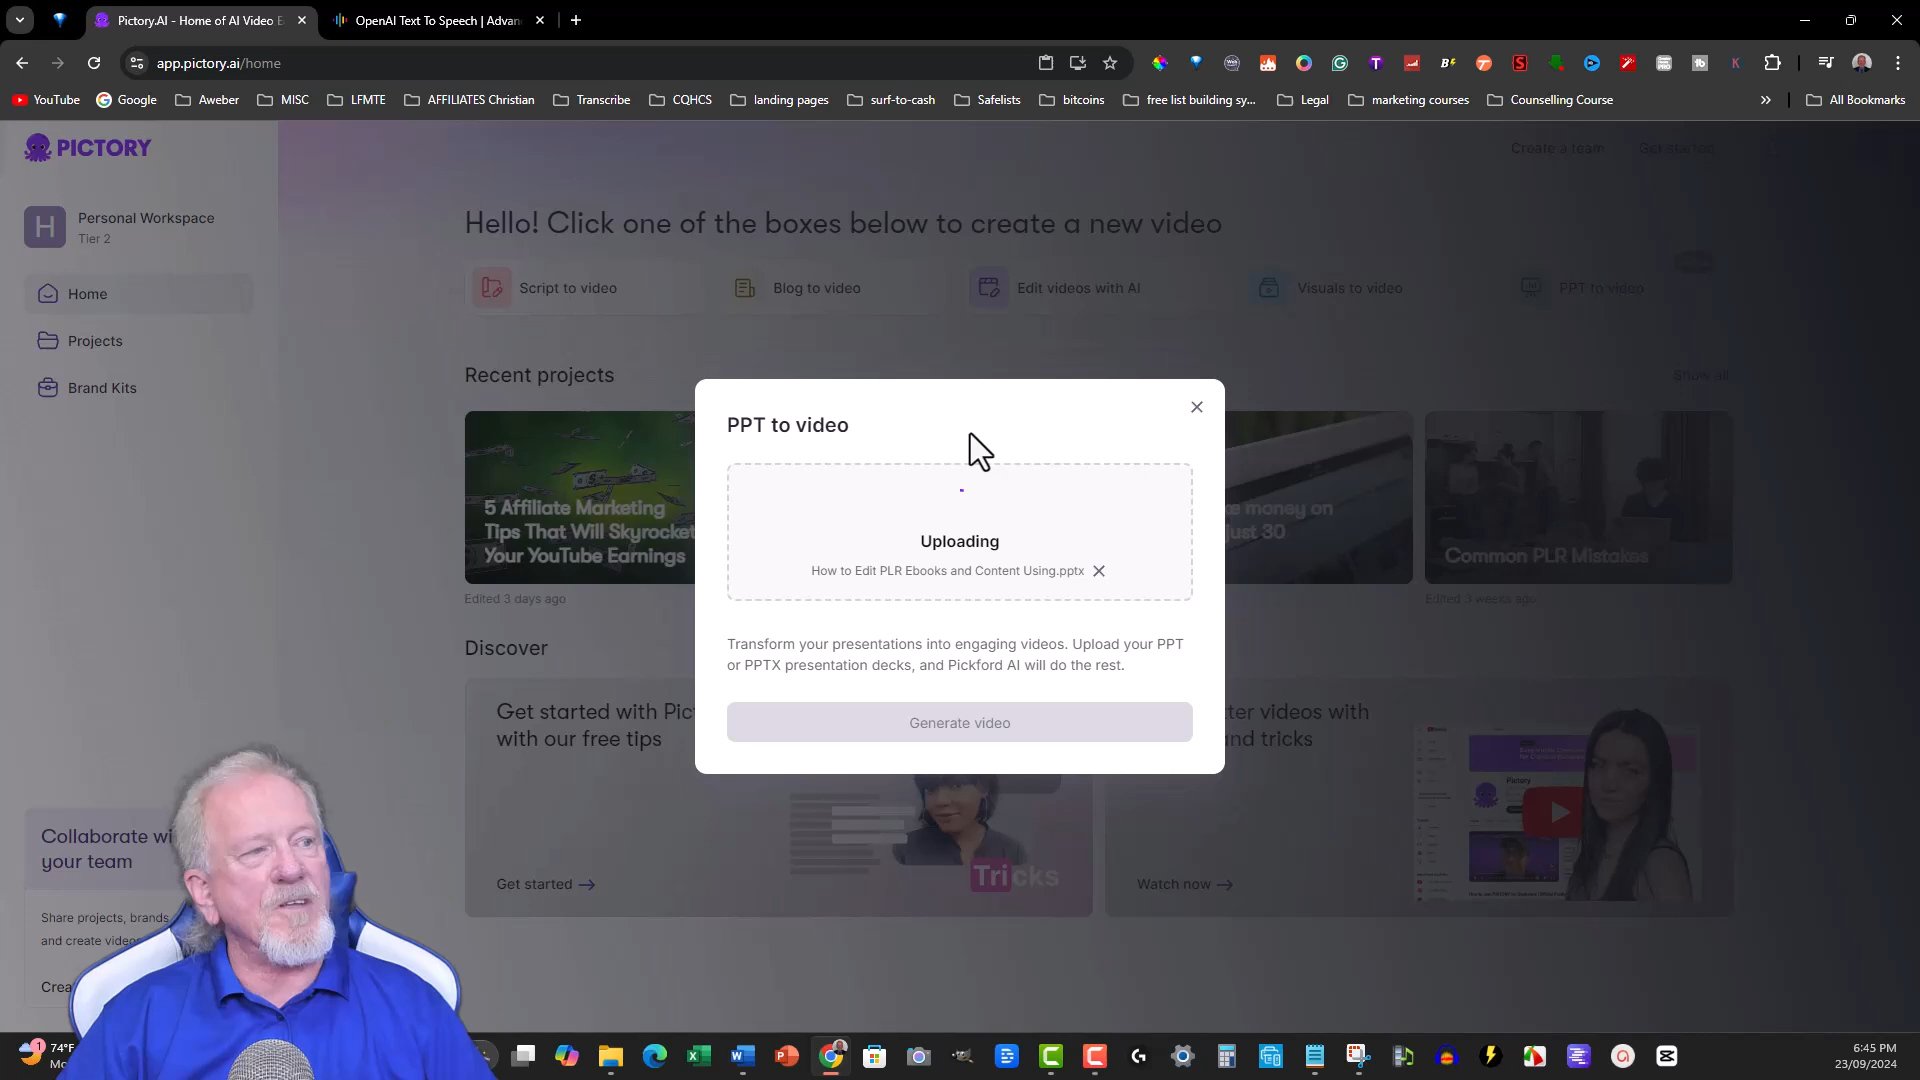 Pictory.AI - Home of AI Video E
OpenAI Text To Speech | Advan
app.pictory.ai/home
YouTube
Google
Aweber
MISC
LFMTE
AFFILIATES Christian
Transcribe
CQHCS
landing pages
surf-to-cash
Safelists
bitcoins
free list building sy...
Legal
marketing courses
Counselling Course
All Bookmarks
PICTORY
Create a team
Get started
H
Personal Workspace
Tier 2
Home
Projects
Brand Kits
Hello! Click one of the boxes below to create a new video
Script to video
Blog to video
Edit videos with AI
Visuals to video
PPT to video
Recent projects
Show all
5 Affiliate Marketing
Tips That Will Skyrocket
Your YouTube Earnings
Edited 3 days ago
e money on
ust 30
Common PLR Mistakes
Edited 3 weeks ago
PPT to video
Uploading
How to Edit PLR Ebooks and Content Using.pptx
Transform your presentations into engaging videos. Upload your PPT
or PPTX presentation decks, and Pickford AI will do the rest.
Generate video
Discover
Get started with Pic
with our free tips
Tricks
Get started
ter videos with
and tricks
Watch now
Collaborate wi
your team
Share projects, brands
and create videos
Crea
1
74°F
Mo
6:45 PM
23/09/2024